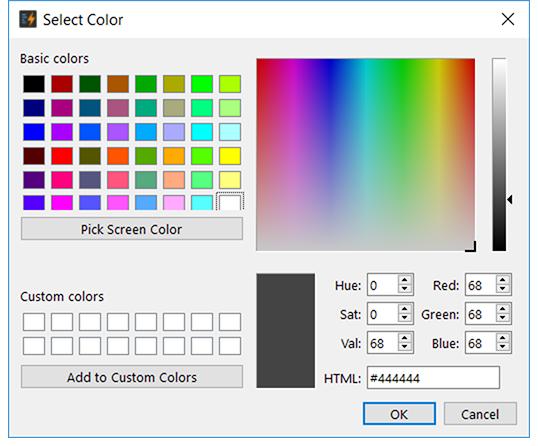 Select Color
Basic colors
Pick Screen Color
Custom colors
Add to Custom Colors
Hue: 0 Red: 68
Sat: 0 Green: 68
Val: 68 Blue: 68
HTML: #444444
OK Cancel